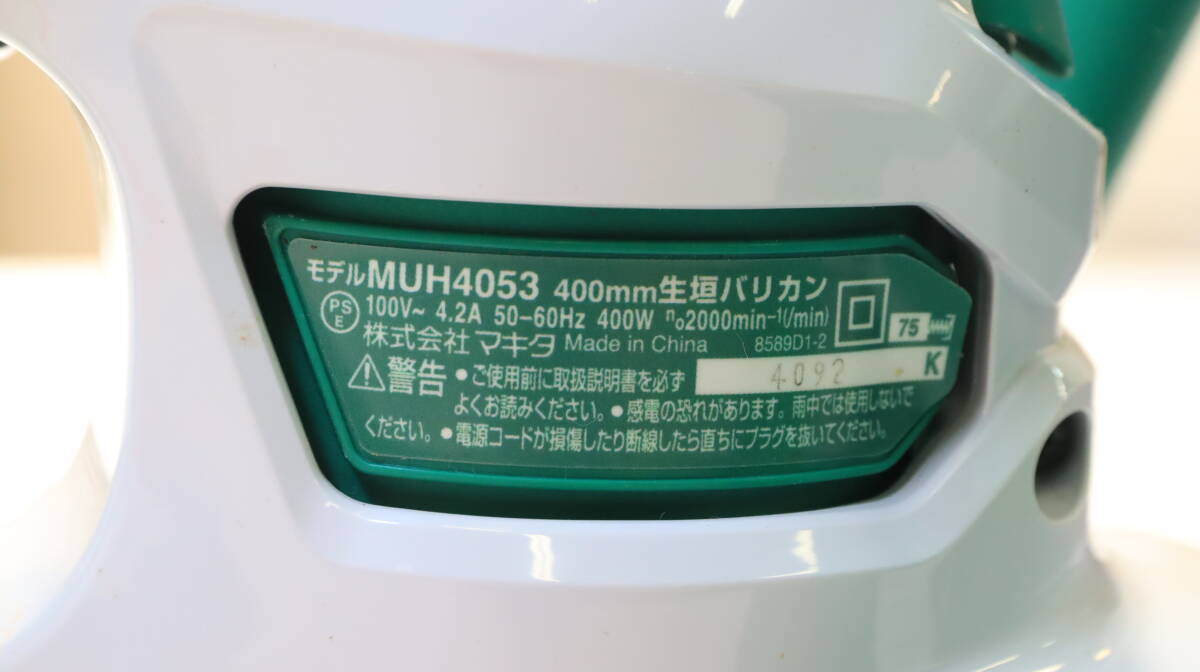 モデルMUH4053 400mm生垣バリカン
PS
E
100V~ 4.2A 50-60Hz 400W n₀2000min⁻¹(/min)
株式会社マキタ Made in China 8589D1-2
75
4092 K
⚠警告 •ご使用前に取扱説明書を必ず
よくお読みください。•感電の恐れがあります。雨中では使用しないで
ください。•電源コードが損傷したり断線したら直ちにプラグを抜いてください。